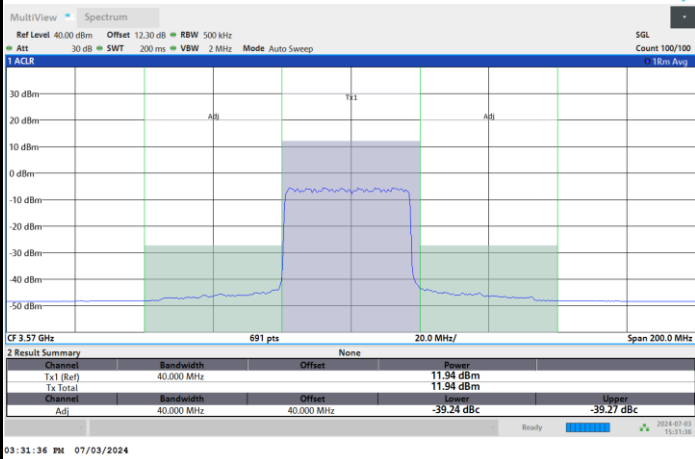 MultiView Spectrum
Ref Level 40.00 dBm Offset 12.30 dB RBW 500 kHz SGL
Att 30 dB SWT 200 ms VBW 2 MHz Mode Auto Sweep Count 100/100
1 ACLR 1Rm Avg
30 dBm
Tx1
20 dBm
Adj Adj
10 dBm
0 dBm
-10 dBm
-20 dBm
-30 dBm
-40 dBm
-50 dBm
CF 3.57 GHz 691 pts 20.0 MHz/ Span 200.0 MHz
2 Result Summary None
Channel Bandwidth Offset Power
Tx1 (Ref) 40.000 MHz 11.94 dBm
Tx Total 11.94 dBm
Channel Bandwidth Offset Lower Upper
Adj 40.000 MHz 40.000 MHz -39.24 dBc -39.27 dBc
Ready 2024-07-03
15:31:36
03:31:36 PM 07/03/2024